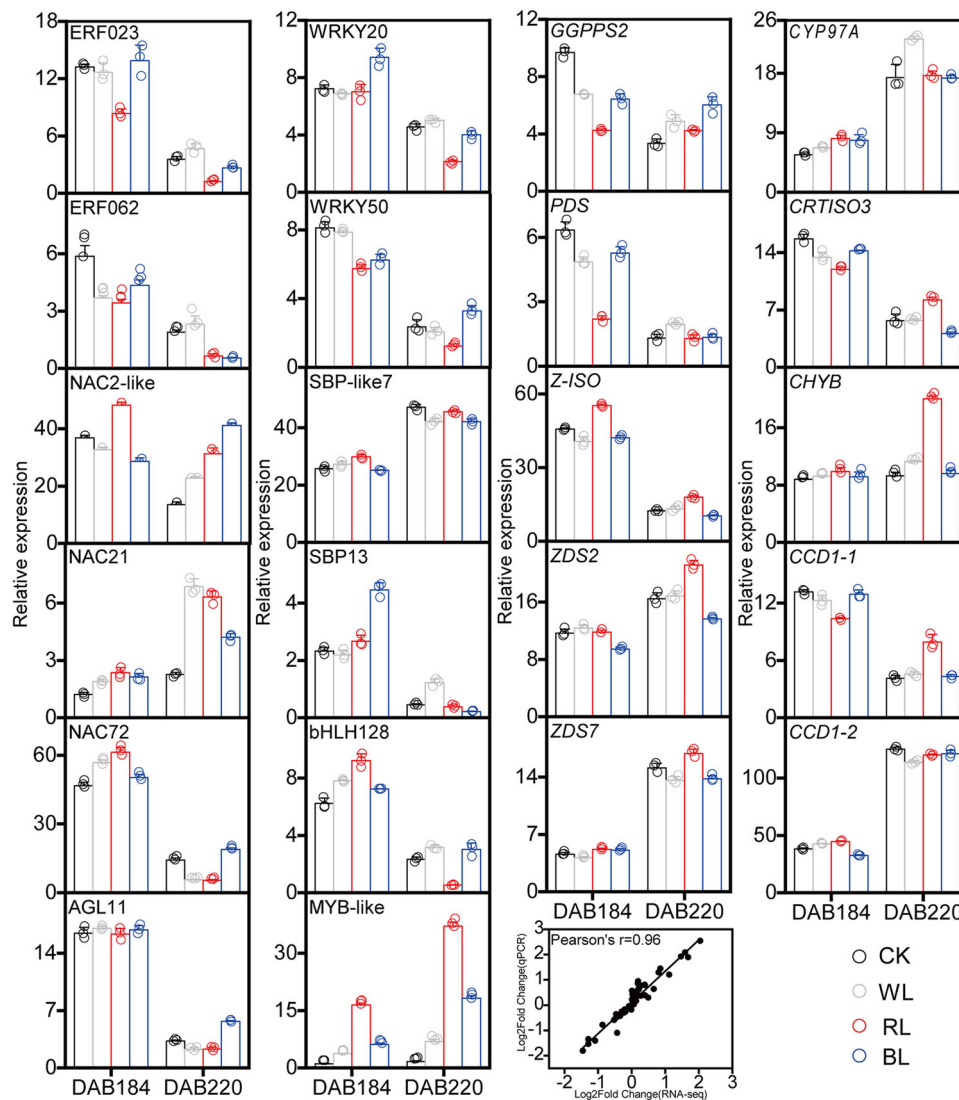 ERF023
18
12
6
0
ERF062
6
3
0
NAC2-like
40
20
0
NAC21
6
3
0
NAC72
60
30
0
AGL11
14
7
0
DAB184 DAB220
Relative expression
WRKY20
12
8
4
0
WRKY50
8
4
0
SBP-like7
40
20
0
SBP13
4
2
0
bHLH128
8
4
0
MYB-like
30
15
0
DAB184 DAB220
Relative expression
GGPPS2
12
8
4
0
PDS
6
3
0
Z-ISO
60
30
0
ZDS2
16
8
0
ZDS7
14
7
0
DAB184 DAB220
Relative expression
CYP97A
26
18
9
0
CRTISO3
14
7
0
CHYB
16
8
0
CCD1-1
12
6
0
CCD1-2
100
50
0
DAB184 DAB220
Relative expression
Pearson's r=0.96
3
2
1
0
-1
-2
Log2Fold Change(qPCR)
-2 -1 0 1 2 3
Log2Fold Change(RNA-seq)
CK
WL
RL
BL